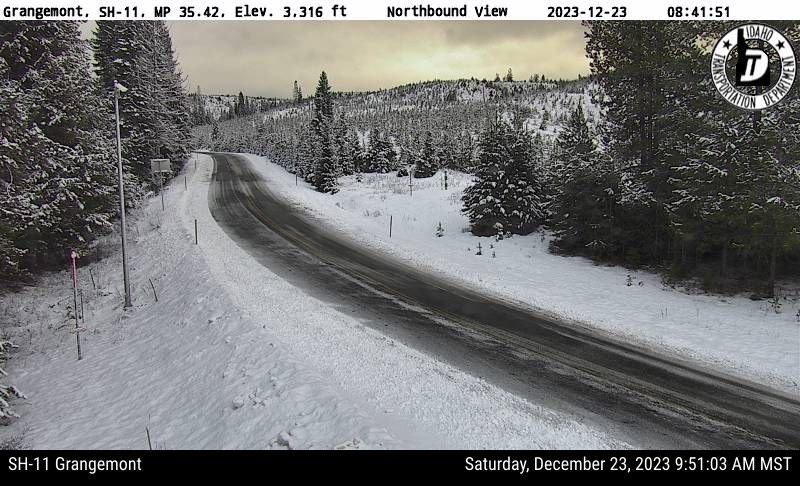 Grangemont, SH-11, MP 35.42, Elev. 3,316 ft Northbound View 2023-12-23 08:41:51
IDAHO
TRANSPORTATION DEPARTMENT
SH-11 Grangemont Saturday, December 23, 2023 9:51:03 AM MST